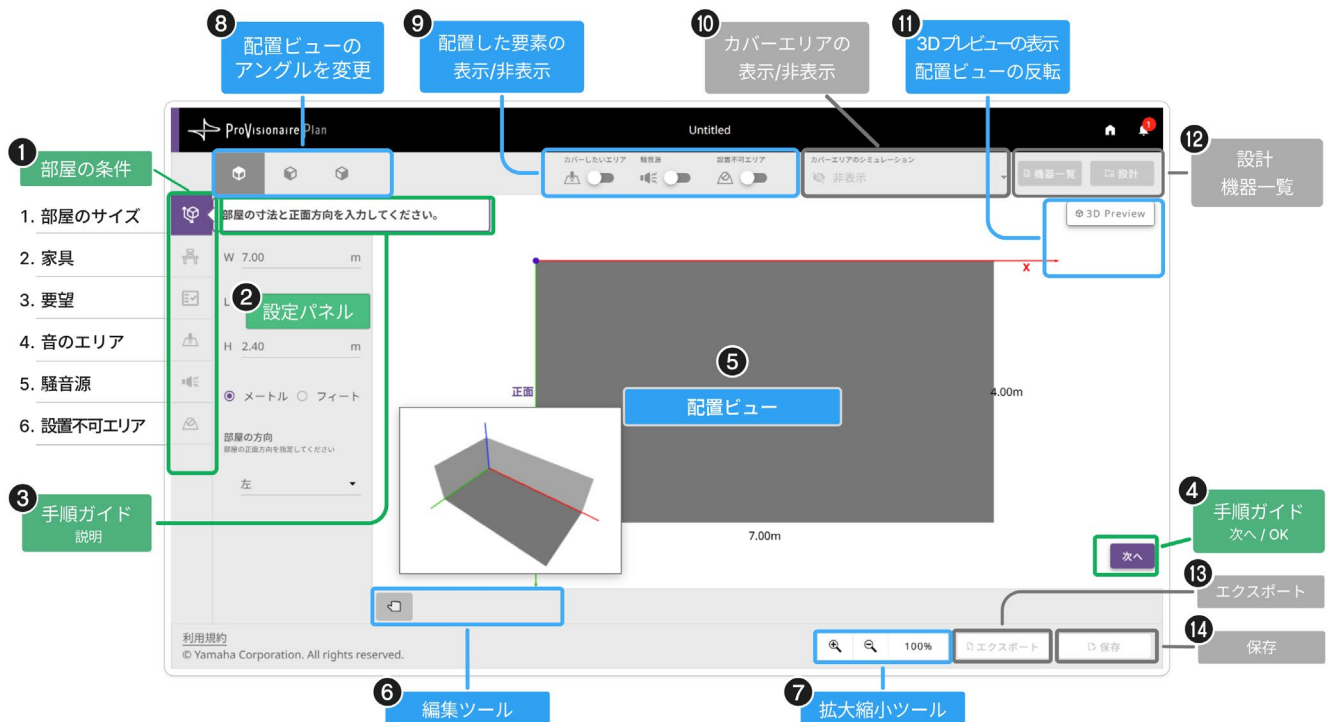 ❽
配置ビューの
アングルを変更
❾
配置した要素の
表示/非表示
❿
カバーエリアの
表示/非表示
⓫
3Dプレビューの表示
配置ビューの反転
ProVisionaire Plan
Untitled
1
⓬
設計
機器一覧
❶
部屋の条件
カバーしたいエリア
騒音源
設置不可エリア
カバーエリアのシミュレーション
非表示
機器一覧
設計
1. 部屋のサイズ
2. 家具
3. 要望
4. 音のエリア
5. 騒音源
6. 設置不可エリア
部屋の寸法と正面方向を入力してください。
3D Preview
W 7.00 m
X
L
❷
設定パネル
H 2.40 m
メートル
フィート
部屋の方向
部屋の正面方向を指定してください
左
正面
❺
配置ビュー
4.00m
7.00m
❸
手順ガイド
説明
❹
手順ガイド
次へ / OK
次へ
⓭
エクスポート
利用規約
© Yamaha Corporation. All rights reserved.
100%
エクスポート
保存
⓮
保存
❻
編集ツール
❼
拡大縮小ツール